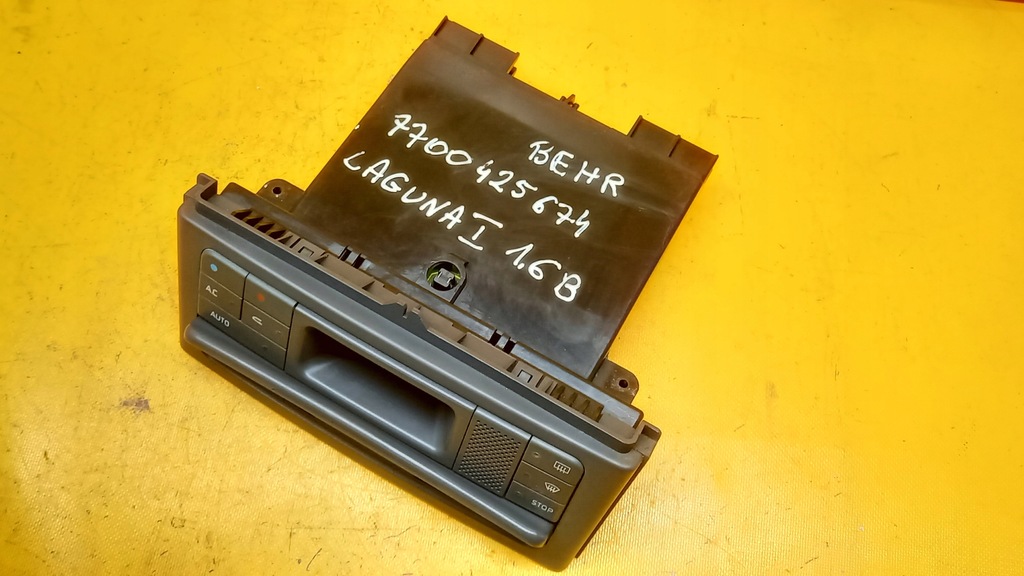 BEHR
7700425674
LAGUNA I 1.6B
AC
AUTO
STOP